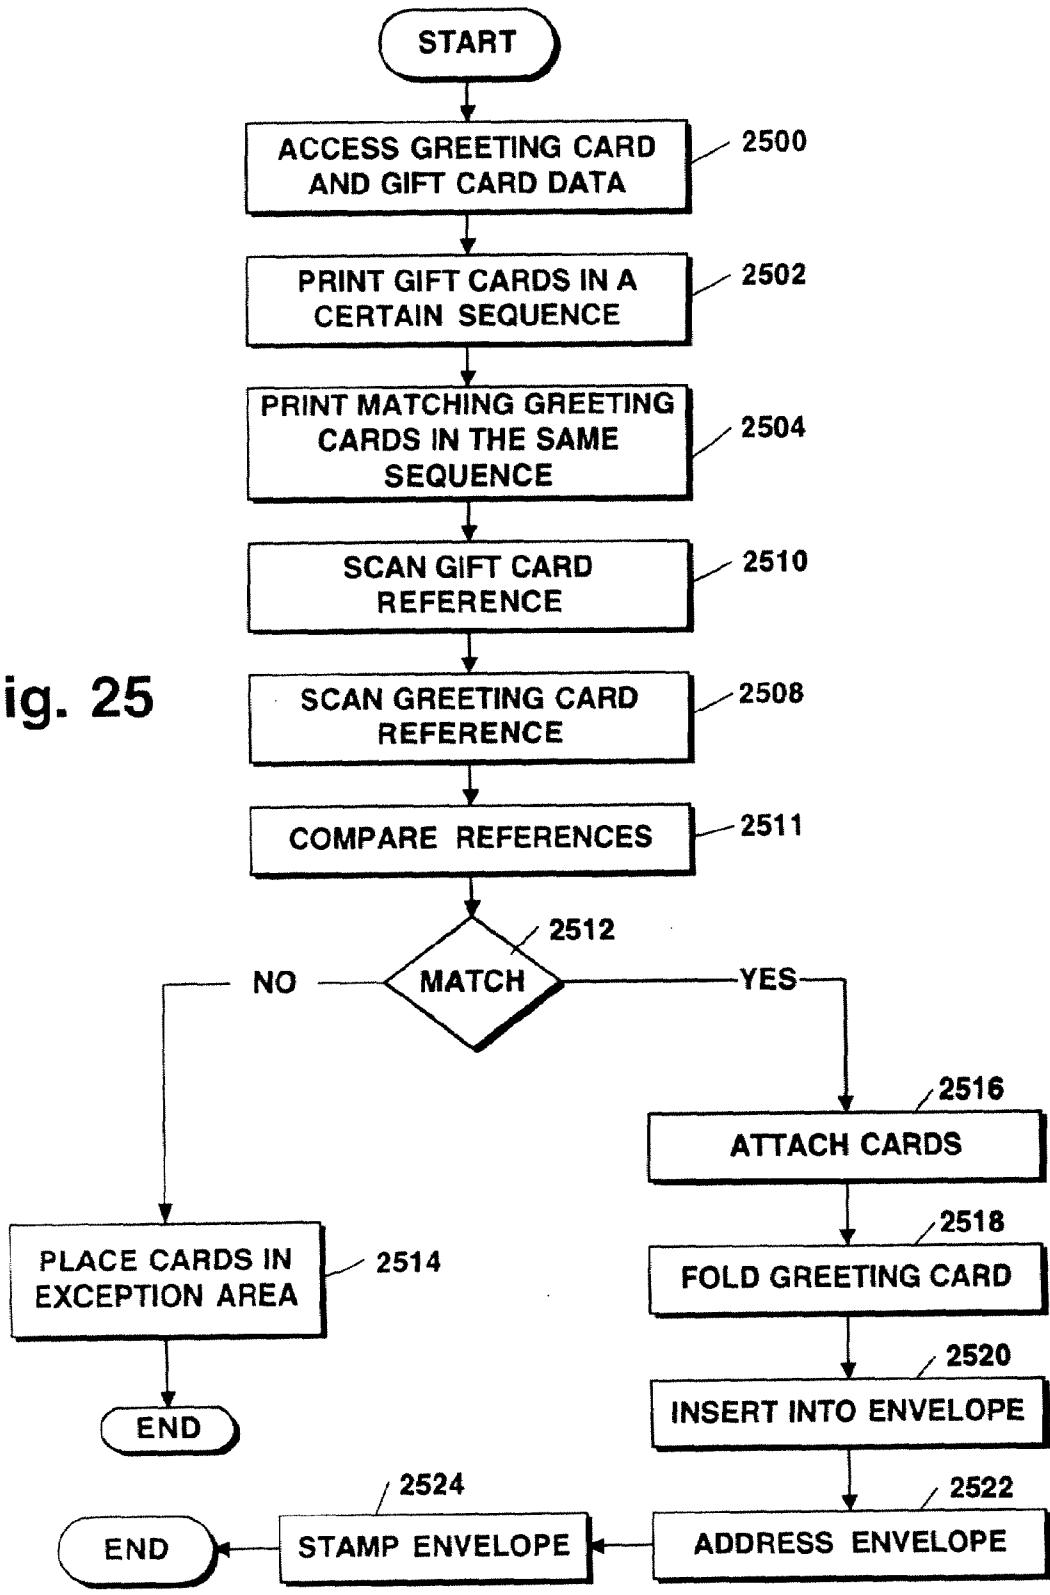 START
ACCESS GREETING CARD
AND GIFT CARD DATA
2500
PRINT GIFT CARDS IN A
CERTAIN SEQUENCE
2502
PRINT MATCHING GREETING
CARDS IN THE SAME
SEQUENCE
2504
SCAN GIFT CARD
REFERENCE
2510
ig. 25
SCAN GREETING CARD
REFERENCE
2508
COMPARE REFERENCES
2511
2512
NO
MATCH
YES
2516
ATTACH CARDS
2518
PLACE CARDS IN
EXCEPTION AREA
2514
FOLD GREETING CARD
2520
END
INSERT INTO ENVELOPE
2524
2522
END
STAMP ENVELOPE
ADDRESS ENVELOPE